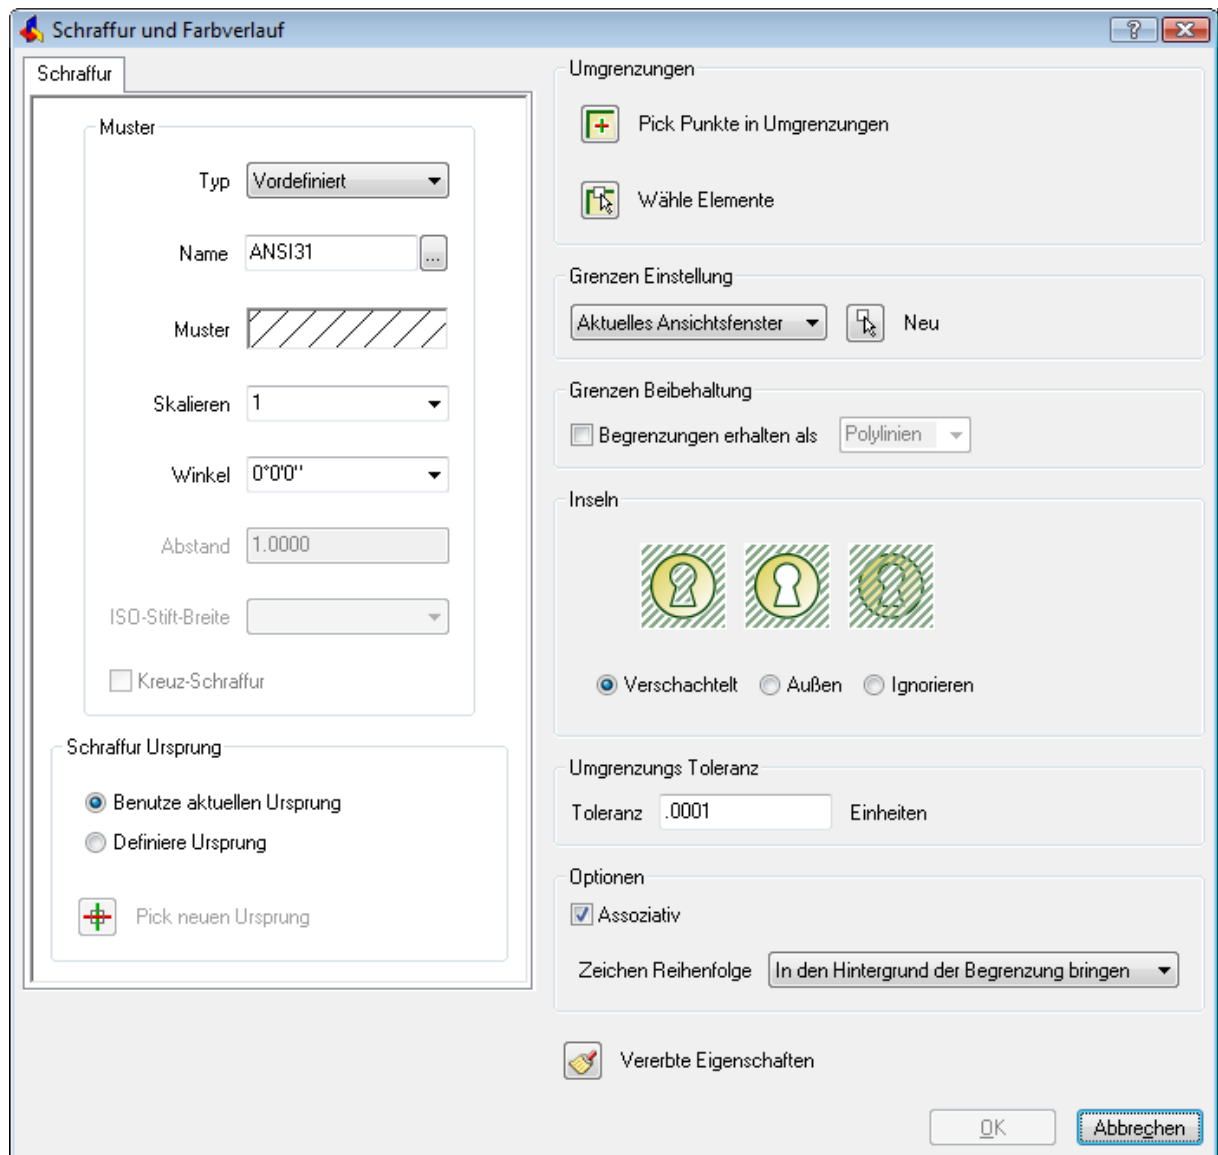 Schraffur und Farbverlauf
Schraffur
Muster
Typ Vordefiniert
Name ANSI31 ...
Muster
Skalieren 1
Winkel 0°0'0''
Abstand 1.0000
ISO-Stift-Breite
Kreuz-Schraffur
Schraffur Ursprung
Benutze aktuellen Ursprung
Definiere Ursprung
Pick neuen Ursprung
Umgrenzungen
Pick Punkte in Umgrenzungen
Wähle Elemente
Grenzen Einstellung
Aktuelles Ansichtsfenster Neu
Grenzen Beibehaltung
Begrenzungen erhalten als Polylinien
Inseln
Verschachtelt Außen Ignorieren
Umgrenzungs Toleranz
Toleranz .0001 Einheiten
Optionen
Assoziativ
Zeichen Reihenfolge In den Hintergrund der Begrenzung bringen
Vererbte Eigenschaften
OK Abbrechen